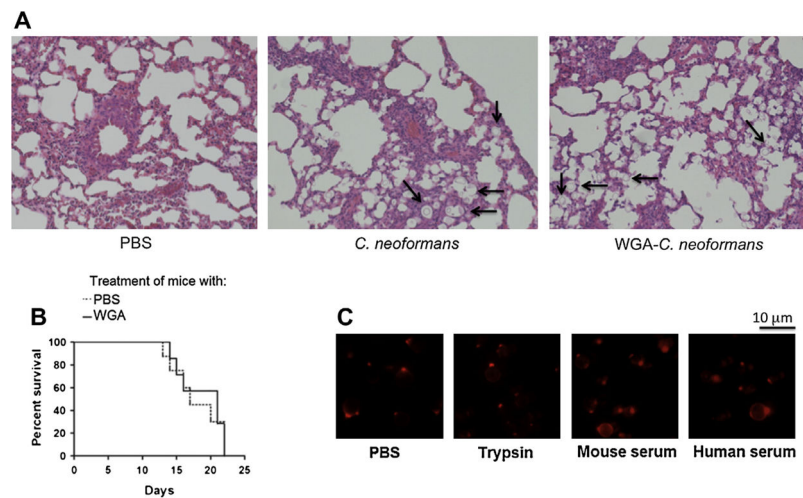 A
PBS
C. neoformans
WGA-C. neoformans
Treatment of mice with:
PBS
WGA
B
Percent survival
100
80
60
40
20
0
0 5 10 15 20 25
Days
C
10 μm
PBS
Trypsin
Mouse serum
Human serum